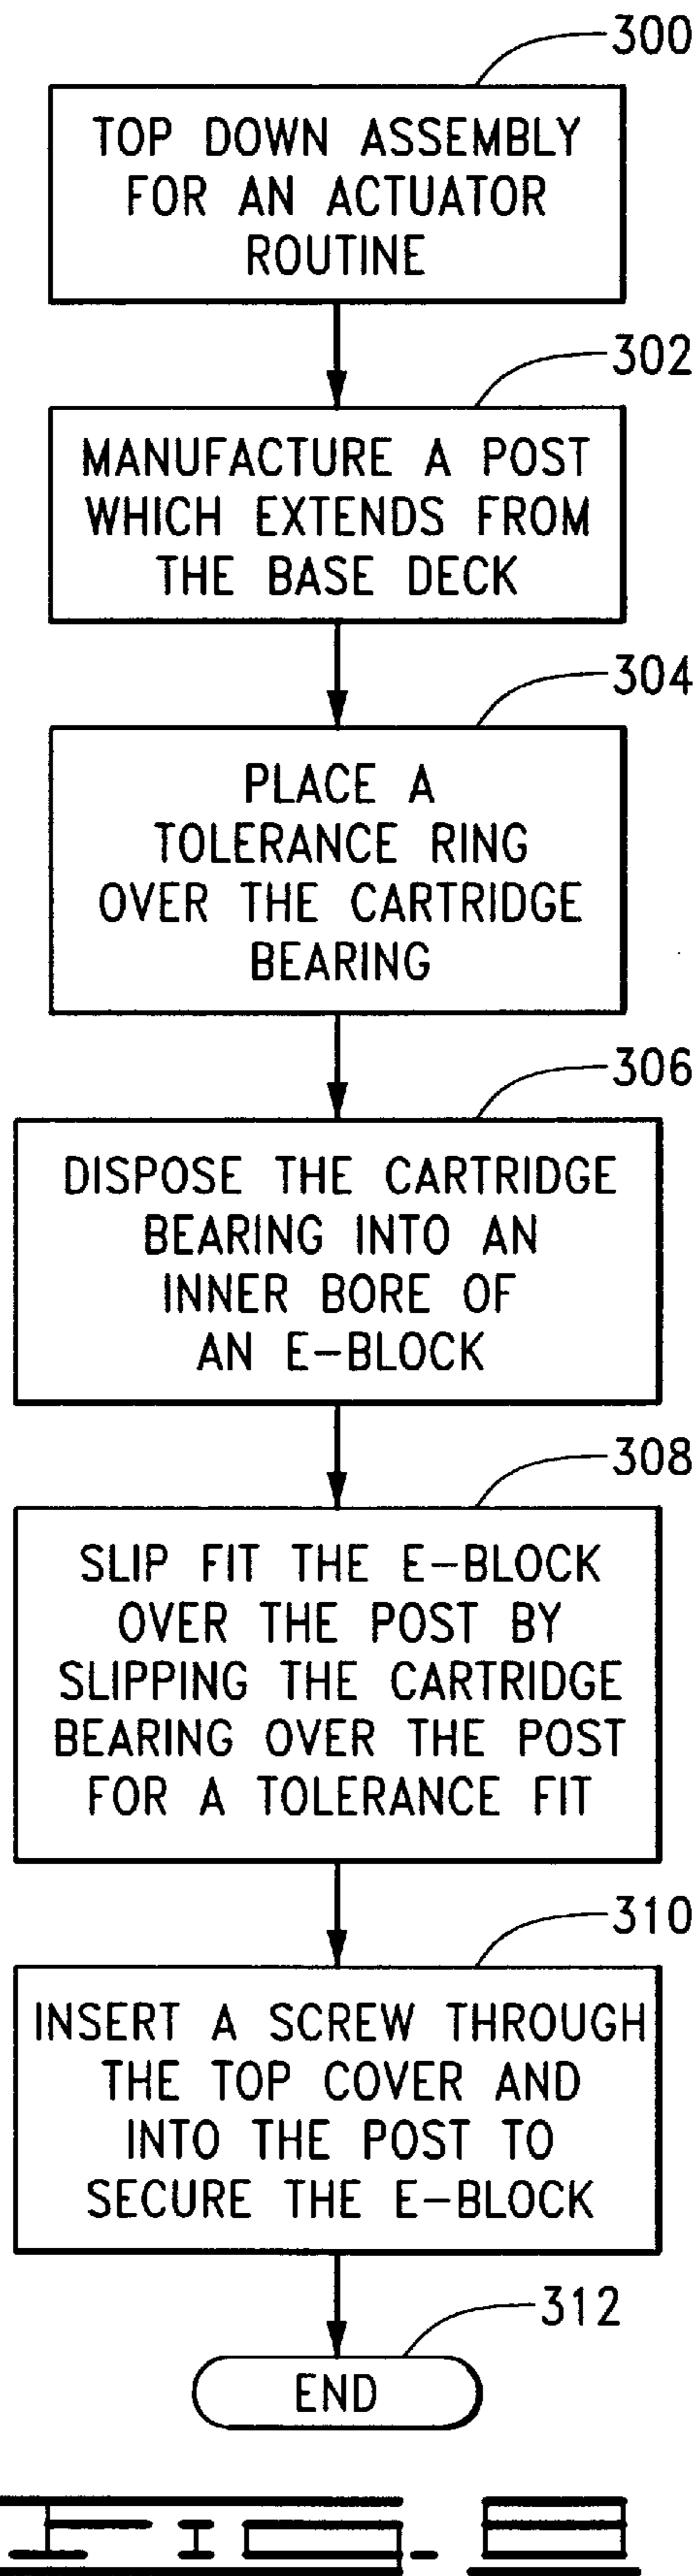 300
TOP DOWN ASSEMBLY
FOR AN ACTUATOR
ROUTINE
302
MANUFACTURE A POST
WHICH EXTENDS FROM
THE BASE DECK
304
PLACE A
TOLERANCE RING
OVER THE CARTRIDGE
BEARING
306
DISPOSE THE CARTRIDGE
BEARING INTO AN
INNER BORE OF
AN E-BLOCK
308
SLIP FIT THE E-BLOCK
OVER THE POST BY
SLIPPING THE CARTRIDGE
BEARING OVER THE POST
FOR A TOLERANCE FIT
310
INSERT A SCREW THROUGH
THE TOP COVER AND
INTO THE POST TO
SECURE THE E-BLOCK
312
END